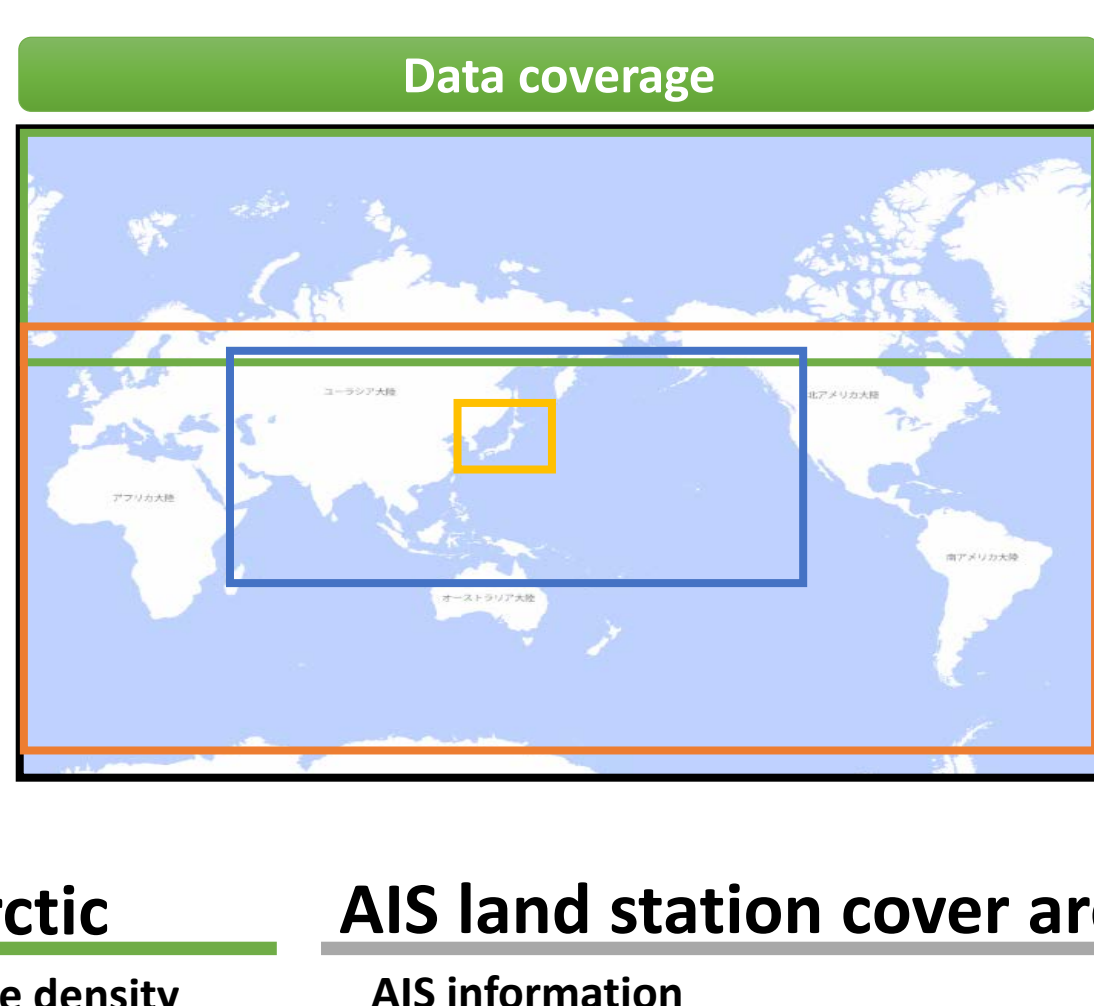 Data coverage
ユーラシア大陸
北アメリカ大陸
アフリカ大陸
南アメリカ大陸
オーストラリア大陸
rctic
AIS land station cover are
e density
AIS information